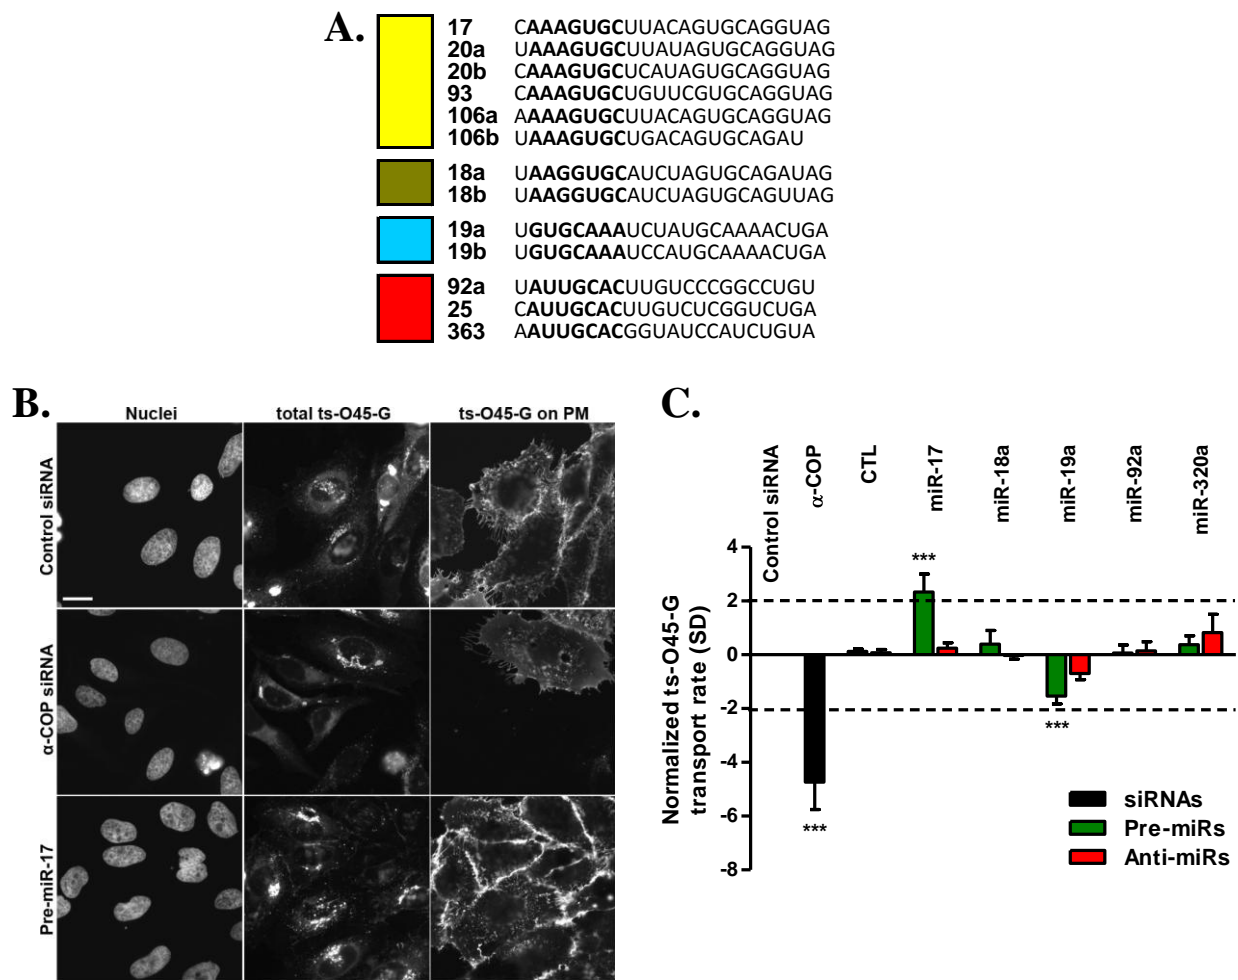 A.
17 CAAAGUGCUUACAGUGCAGGUAG
20a UAAAGUGCUUAUAGUGCAGGUAG
20b CAAAGUGCUCAUAGUGCAGGUAG
93 CAAAGUGCUGUUCGUGCAGGUAG
106a AAAAGUGCUUACAGUGCAGGUAG
106b UAAAGUGCUGACAGUGCAGAU
18a UAAGGUGCAUCUAGUGCAGAUAG
18b UAAGGUGCAUCUAGUGCAGUUAG
19a UGUGCAAAUCUAUGCAAAACUGA
19b UGUGCAAAUCCAUGCAAAACUGA
92a UAUUGCACUUGUCCCGGCCUGU
25 CAUUGCACUUGUCUCGGUCUGA
363 AAUUGCACGGUAUCCAUCUGUA
B.
Nuclei total ts-O45-G ts-O45-G on PM
Control siRNA
α-COP siRNA
Pre-miR-17
C.
Control siRNA
α-COP
CTL
miR-17
miR-18a
miR-19a
miR-92a
miR-320a
Normalized ts-O45-G
transport rate (SD)
4
2
0
-2
-4
-6
-8
***
***
***
siRNAs
Pre-miRs
Anti-miRs